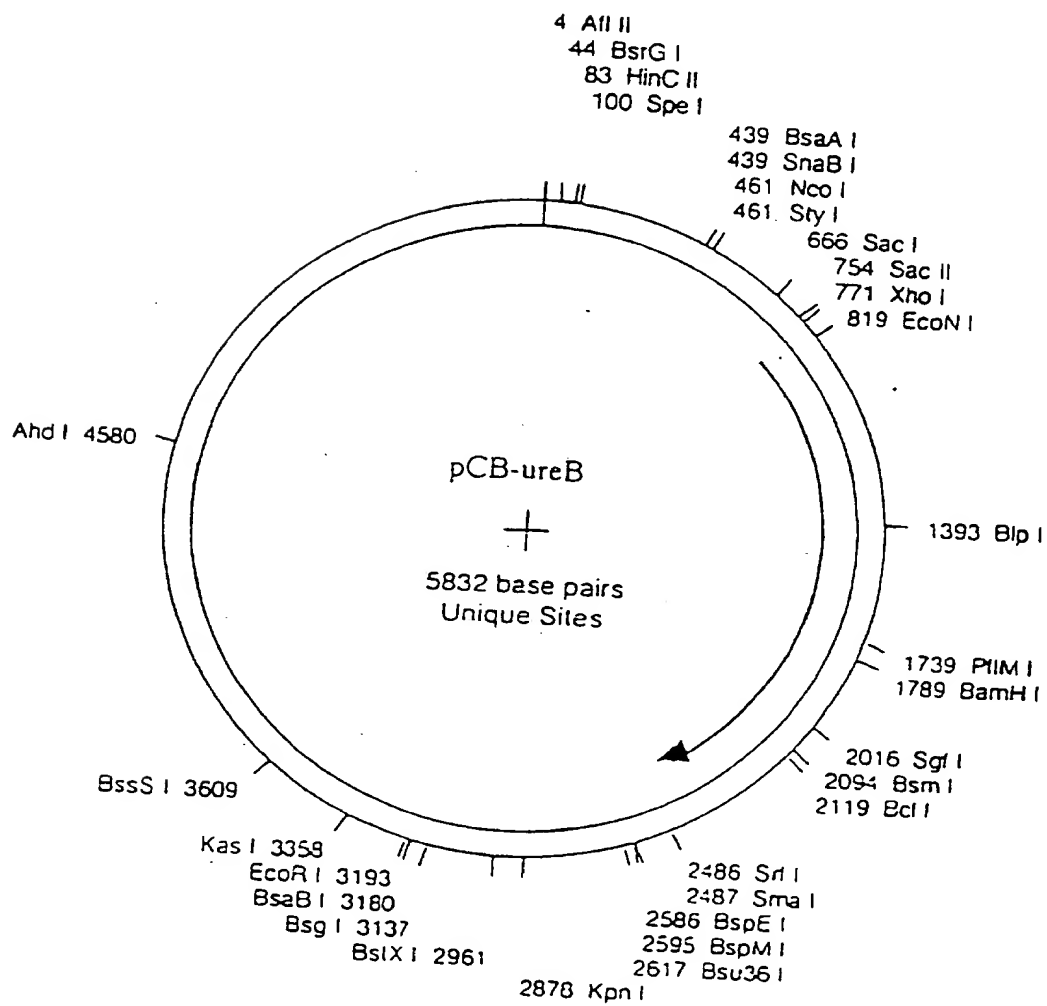 4 Afl II
44 BsrG I
83 HinC II
100 Spe I
439 BsaA I
439 SnaB I
461 Nco I
461 Sty I
666 Sac I
754 Sac II
771 Xho I
819 EcoN I
Ahd I 4580
pCB-ureB
5832 base pairs
Unique Sites
1393 Blp I
1739 PflM I
1789 BamH I
2016 Sgf I
2094 Bsm I
2119 Bcl I
BssS I 3609
Kas I 3358
EcoR I 3193
BsaB I 3180
Bsg I 3137
BstX I 2961
2878 Kpn I
2486 Srf I
2487 Sma I
2586 BspE I
2595 BspM I
2617 Bsu36 I